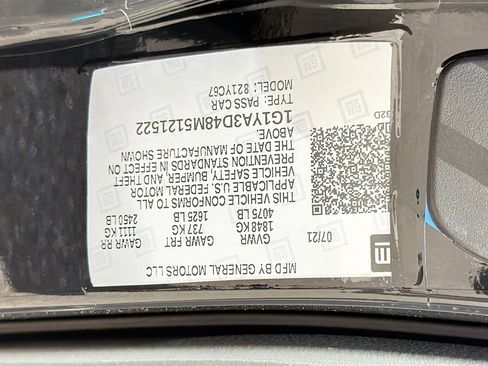 MFD BY GENERAL MOTORS LLC
07/21
GVWR GAWR FRT GAWR RR
1848 KG 737 KG 1111 KG
4075 LB 1625 LB 2450 LB
THIS VEHICLE CONFORMS TO ALL
APPLICABLE U.S. FEDERAL MOTOR
VEHICLE SAFETY, BUMPER, AND THEFT
PREVENTION STANDARDS IN EFFECT ON
THE DATE OF MANUFACTURE SHOWN
ABOVE.
1G1YA3D48M5121522
TYPE: PASS CAR
MODEL: 821YC67